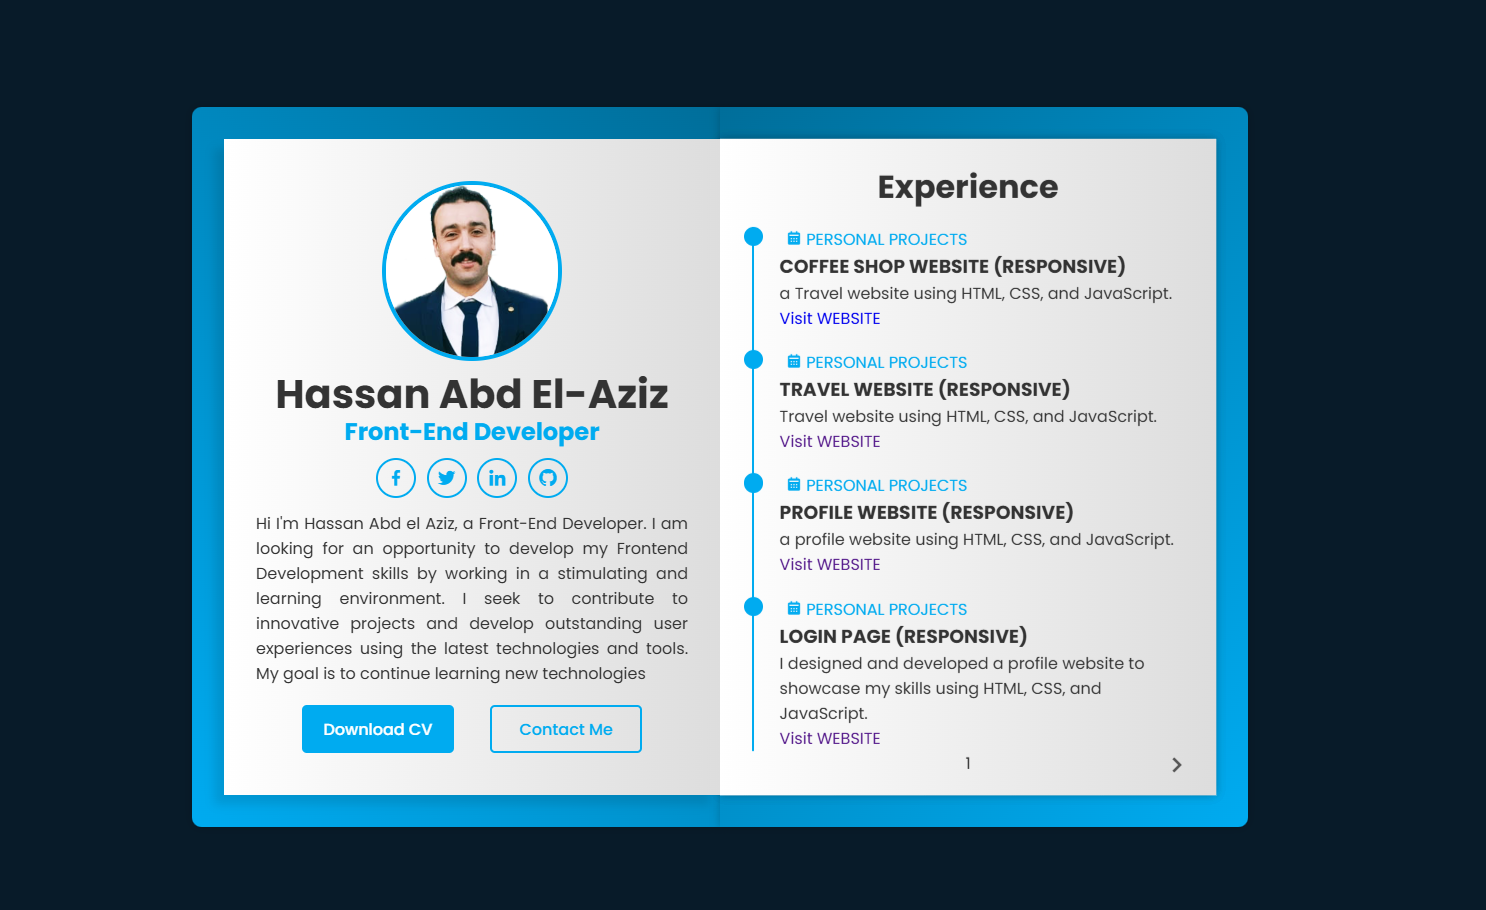 Hassan Abd El-Aziz
Front-End Developer
Hi I'm Hassan Abd el Aziz, a Front-End Developer. I am
looking for an opportunity to develop my Frontend
Development skills by working in a stimulating and
learning environment. I seek to contribute to
innovative projects and develop outstanding user
experiences using the latest technologies and tools.
My goal is to continue learning new technologies
Download CV
Contact Me
Experience
PERSONAL PROJECTS
COFFEE SHOP WEBSITE (RESPONSIVE)
a Travel website using HTML, CSS, and JavaScript.
Visit WEBSITE
PERSONAL PROJECTS
TRAVEL WEBSITE (RESPONSIVE)
Travel website using HTML, CSS, and JavaScript.
Visit WEBSITE
PERSONAL PROJECTS
PROFILE WEBSITE (RESPONSIVE)
a profile website using HTML, CSS, and JavaScript.
Visit WEBSITE
PERSONAL PROJECTS
LOGIN PAGE (RESPONSIVE)
I designed and developed a profile website to
showcase my skills using HTML, CSS, and
JavaScript.
Visit WEBSITE
1